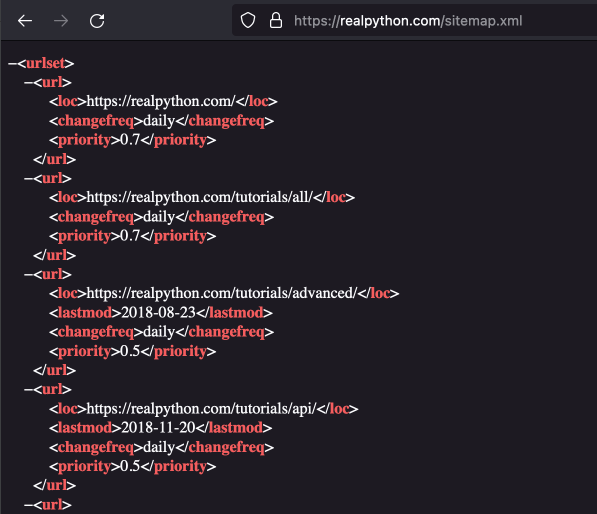 https://realpython.com/sitemap.xml
−<urlset>
−<url>
<loc>https://realpython.com/</loc>
<changefreq>daily</changefreq>
<priority>0.7</priority>
</url>
−<url>
<loc>https://realpython.com/tutorials/all/</loc>
<changefreq>daily</changefreq>
<priority>0.7</priority>
</url>
−<url>
<loc>https://realpython.com/tutorials/advanced/</loc>
<lastmod>2018-08-23</lastmod>
<changefreq>daily</changefreq>
<priority>0.5</priority>
</url>
−<url>
<loc>https://realpython.com/tutorials/api/</loc>
<lastmod>2018-11-20</lastmod>
<changefreq>daily</changefreq>
<priority>0.5</priority>
</url>
−<url>